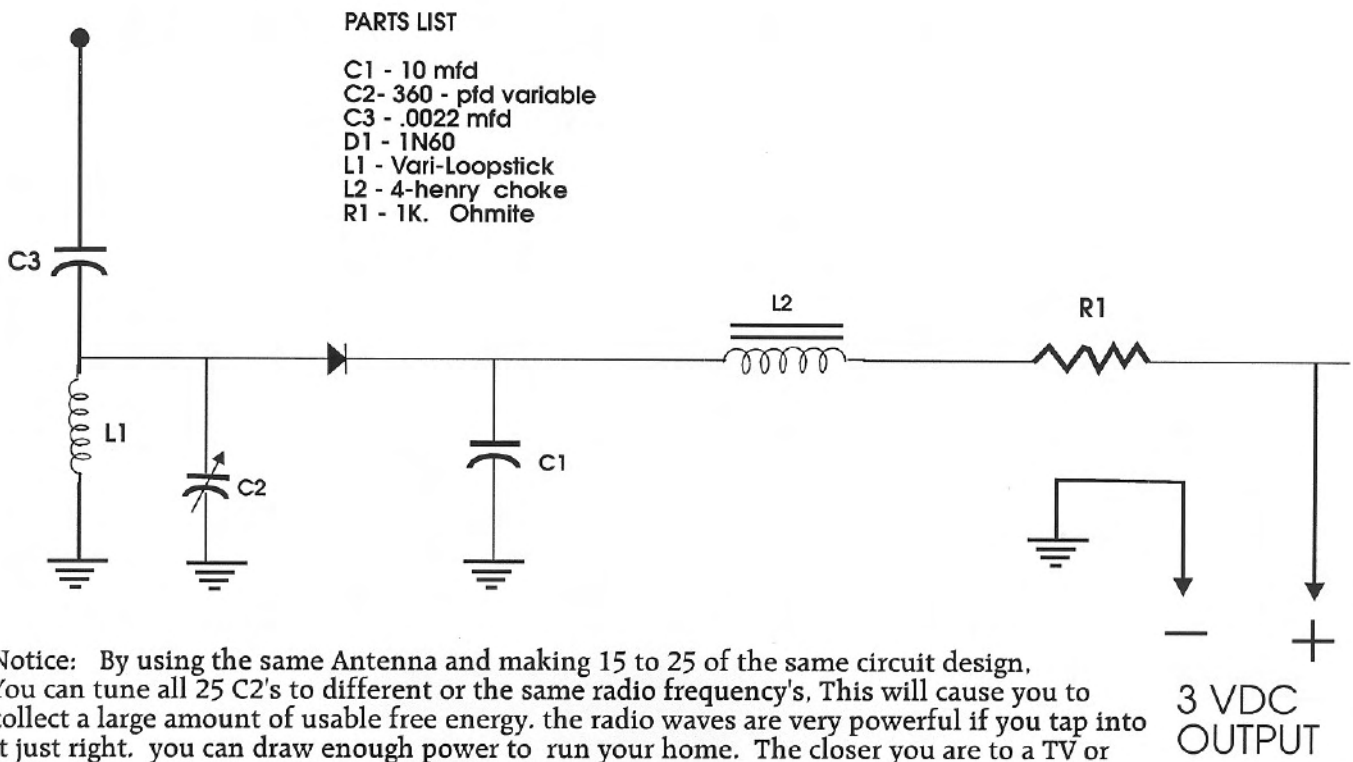 PARTS LIST
C1 - 10 mfd
C2- 360 - pfd variable
C3 - .0022 mfd
D1 - 1N60
L1 - Vari-Loopstick
L2 - 4-henry choke
R1 - 1K. Ohmite
C3
L2
R1
L1
C2
C1
− +
Notice: By using the same Antenna and making 15 to 25 of the same circuit design,
You can tune all 25 C2's to different or the same radio frequency's, This will cause you to
collect a large amount of usable free energy. the radio waves are very powerful if you tap into
it just right. you can draw enough power to run your home. The closer you are to a TV or
3 VDC
OUTPUT